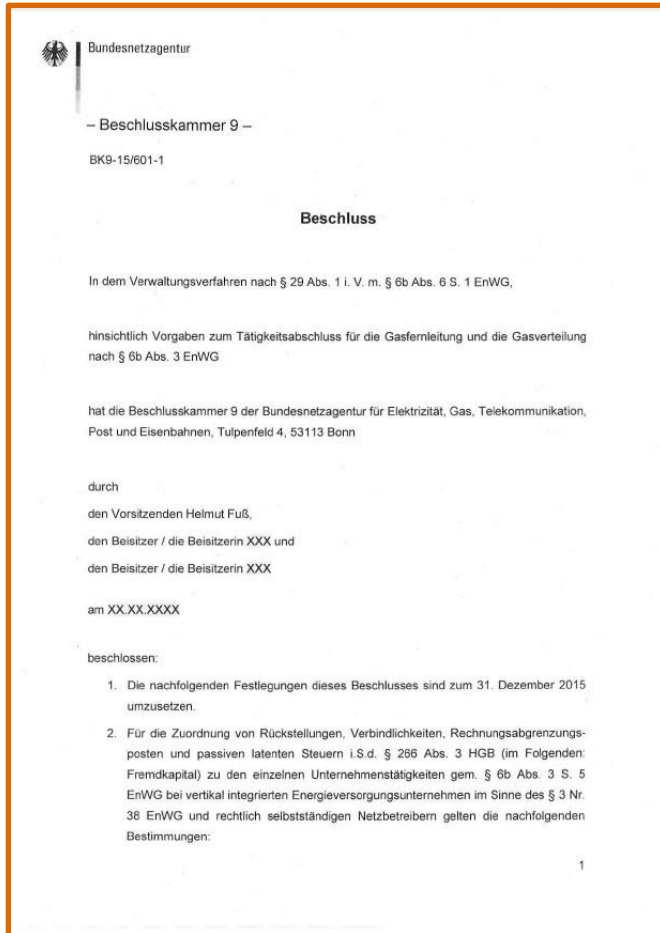 Bundesnetzagentur
– Beschlusskammer 9 –
BK9-15/601-1
Beschluss
In dem Verwaltungsverfahren nach § 29 Abs. 1 i. V. m. § 6b Abs. 6 S. 1 EnWG,
hinsichtlich Vorgaben zum Tätigkeitsabschluss für die Gasfernleitung und die Gasverteilung
nach § 6b Abs. 3 EnWG
hat die Beschlusskammer 9 der Bundesnetzagentur für Elektrizität, Gas, Telekommunikation,
Post und Eisenbahnen, Tulpenfeld 4, 53113 Bonn
durch
den Vorsitzenden Helmut Fuß,
den Beisitzer / die Beisitzerin XXX und
den Beisitzer / die Beisitzerin XXX
am XX.XX.XXXX
beschlossen:
1. Die nachfolgenden Festlegungen dieses Beschlusses sind zum 31. Dezember 2015
umzusetzen.
2. Für die Zuordnung von Rückstellungen, Verbindlichkeiten, Rechnungsabgrenzungs-
posten und passiven latenten Steuern i.S.d. § 266 Abs. 3 HGB (im Folgenden:
Fremdkapital) zu den einzelnen Unternehmenstätigkeiten gem. § 6b Abs. 3 S. 5
EnWG bei vertikal integrierten Energieversorgungsunternehmen im Sinne des § 3 Nr.
38 EnWG und rechtlich selbstständigen Netzbetreibern gelten die nachfolgenden
Bestimmungen:
1